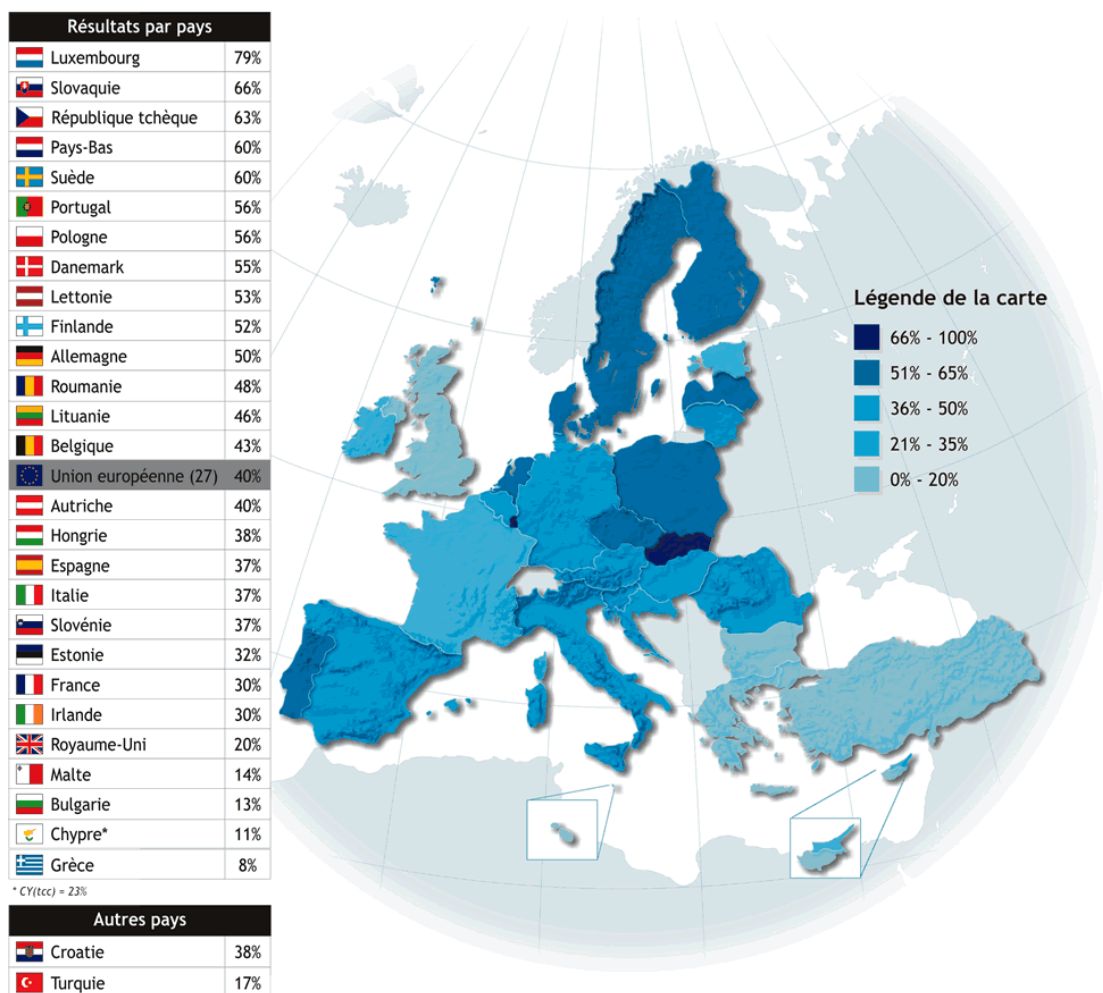 Résultats par pays
Luxembourg 79%
Slovaquie 66%
République tchèque 63%
Pays-Bas 60%
Suède 60%
Portugal 56%
Pologne 56%
Danemark 55%
Lettonie 53%
Finlande 52%
Allemagne 50%
Roumanie 48%
Lituanie 46%
Belgique 43%
Union européenne (27) 40%
Autriche 40%
Hongrie 38%
Espagne 37%
Italie 37%
Slovénie 37%
Estonie 32%
France 30%
Irlande 30%
Royaume-Uni 20%
Malte 14%
Bulgarie 13%
Chypre* 11%
Grèce 8%
* CY(tcc) = 23%
Autres pays
Croatie 38%
Turquie 17%
Légende de la carte
66% - 100%
51% - 65%
36% - 50%
21% - 35%
0% - 20%